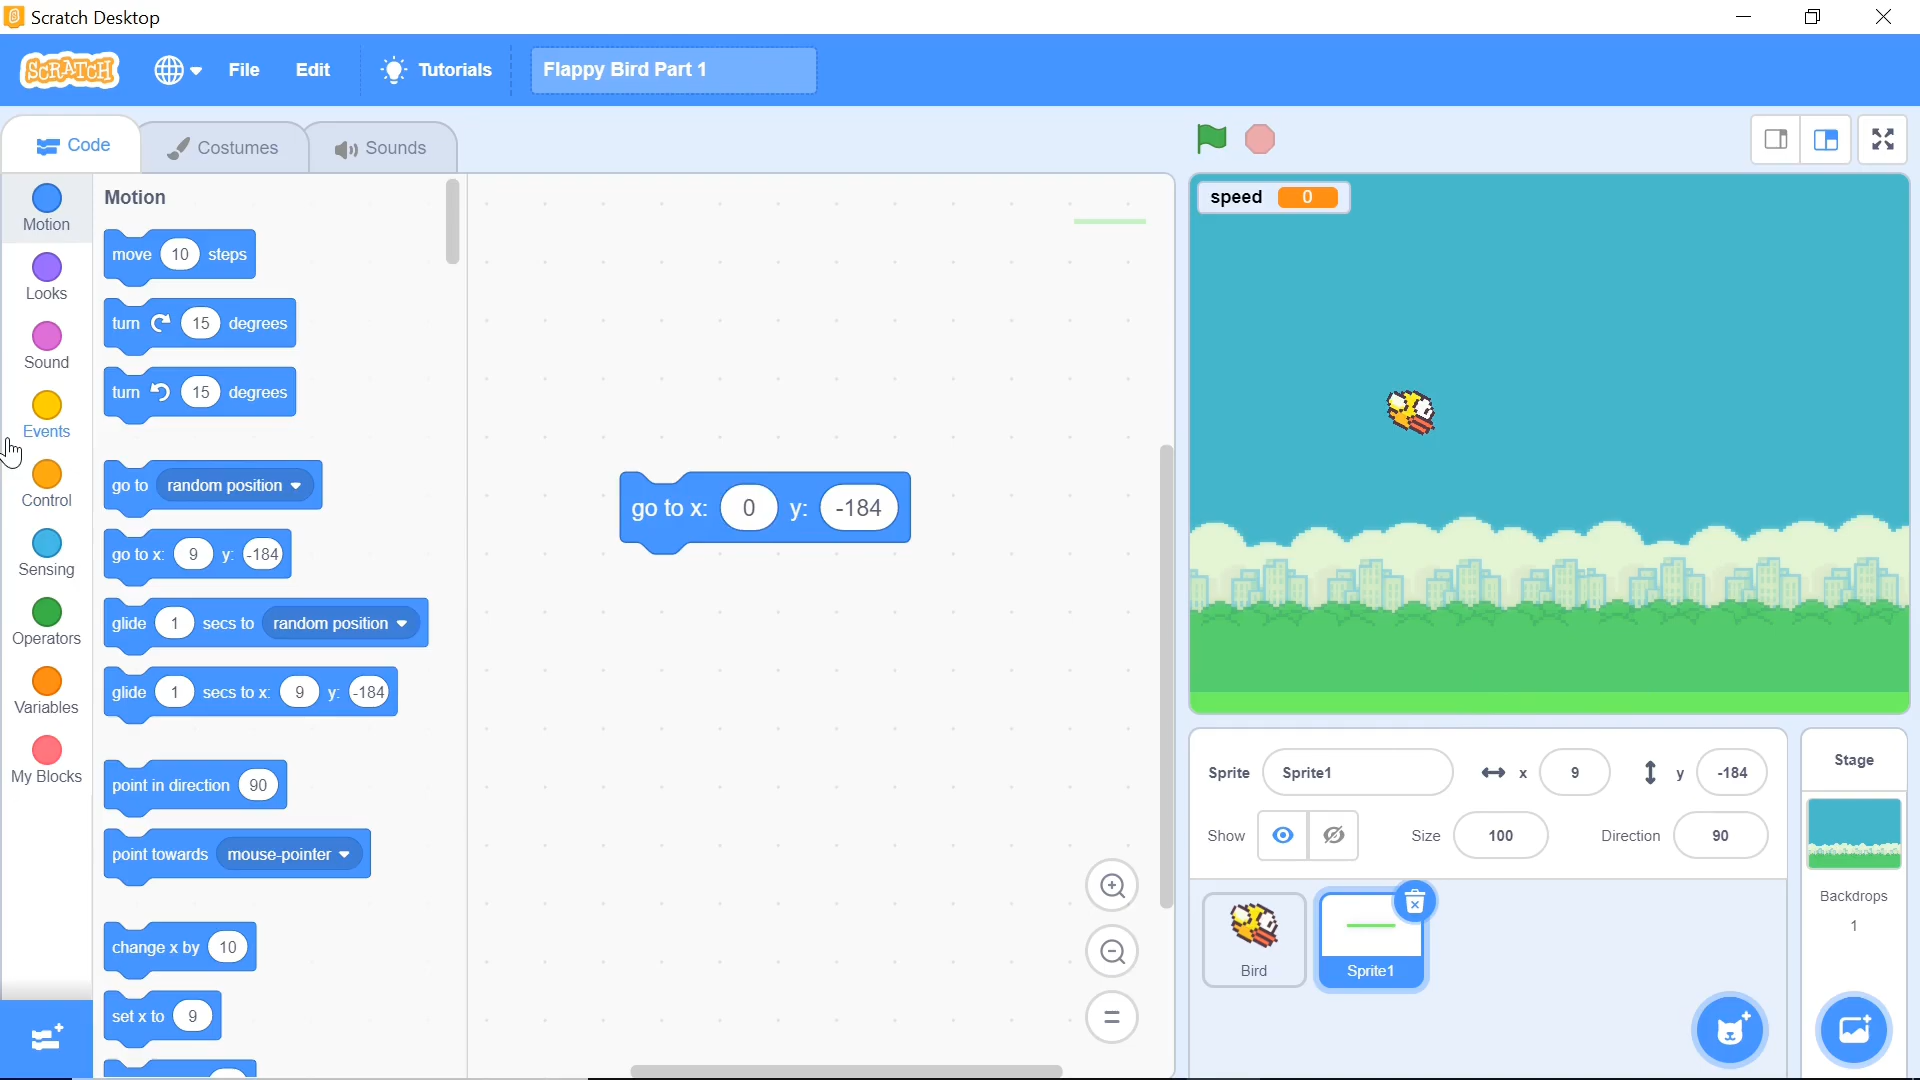 Scratch Desktop
SCRATCH
File
Edit
Tutorials
Flappy Bird Part 1
Code
Costumes
Sounds
Motion
Looks
Sound
Events
Control
Sensing
Operators
Variables
My Blocks
Motion
move 10 steps
turn 15 degrees
turn 15 degrees
go to random position
go to x: 9 y: -184
glide 1 secs to random position
glide 1 secs to x: 9 y: -184
point in direction 90
point towards mouse-pointer
change x by 10
set x to 9
go to x: 0 y: -184
speed 0
Sprite Sprite1 x 9 y -184
Show Size 100 Direction 90
Bird
Sprite1
Stage
Backdrops
1